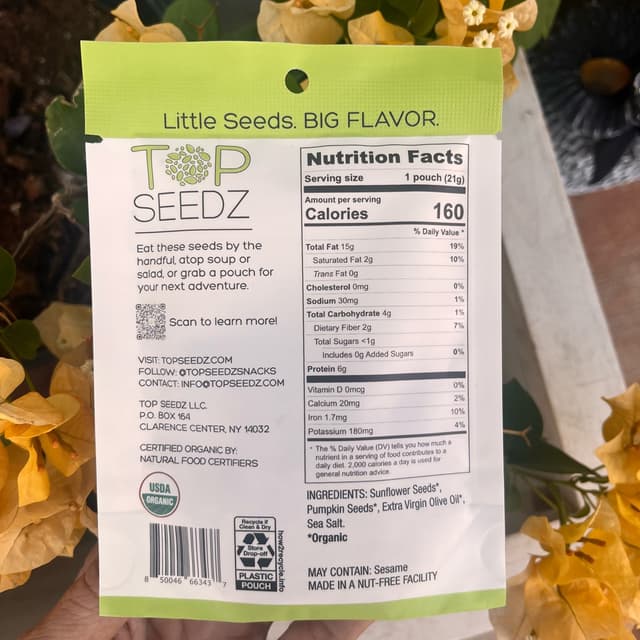 Little Seeds. BIG FLAVOR.
TOP
SEEDZ
Eat these seeds by the
handful, atop soup or
salad, or grab a pouch for
your next adventure.
Scan to learn more!
VISIT: TOPSEEDZ.COM
FOLLOW: @TOPSEEDZSNACKS
CONTACT: INFO@TOPSEEDZ.COM
TOP SEEDZ LLC.
P.O. BOX 164
CLARENCE CENTER, NY 14032
CERTIFIED ORGANIC BY:
NATURAL FOOD CERTIFIERS
USDA
ORGANIC
8 50046 66343 7
Recycle if
Clean & Dry
Store
Drop-off
PLASTIC
POUCH
how2recycle.info
Nutrition Facts
Serving size 1 pouch (21g)
Amount per serving
Calories 160
% Daily Value *
Total Fat 15g 19%
Saturated Fat 2g 10%
Trans Fat 0g
Cholesterol 0mg 0%
Sodium 30mg 1%
Total Carbohydrate 4g 1%
Dietary Fiber 2g 7%
Total Sugars <1g
Includes 0g Added Sugars 0%
Protein 6g
Vitamin D 0mcg 0%
Calcium 20mg 2%
Iron 1.7mg 10%
Potassium 180mg 4%
* The % Daily Value (DV) tells you how much a
nutrient in a serving of food contributes to a
daily diet. 2,000 calories a day is used for
general nutrition advice.
INGREDIENTS: Sunflower Seeds*,
Pumpkin Seeds*, Extra Virgin Olive Oil*,
Sea Salt.
*Organic
MAY CONTAIN: Sesame
MADE IN A NUT-FREE FACILITY